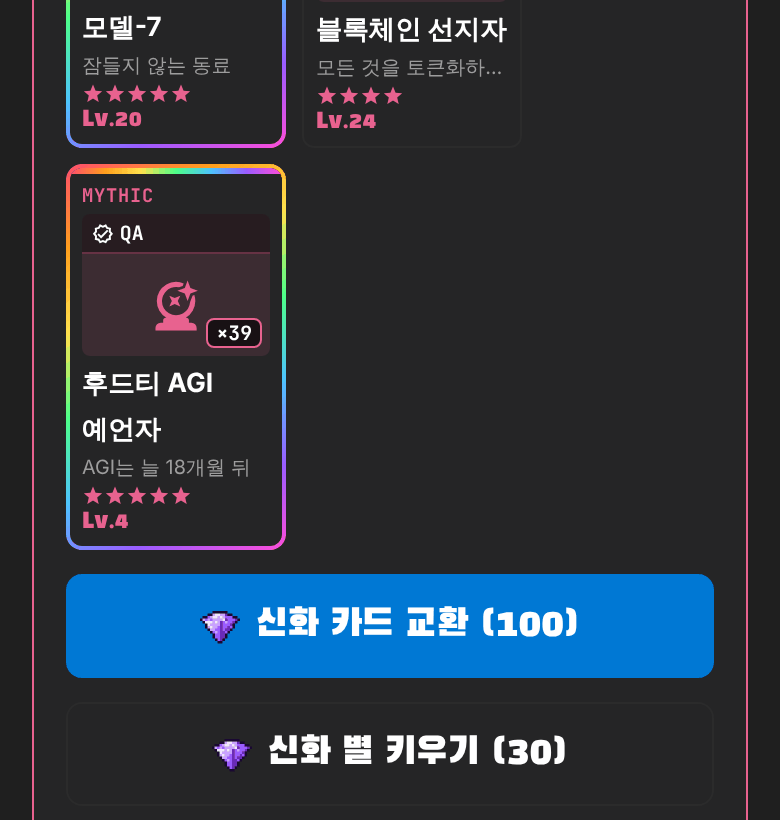 모델-7
잠들지 않는 동료
★★★★★
Lv.20
블록체인 선지자
모든 것을 토큰화하...
★★★★
Lv.24
MYTHIC
QA
×39
후드티 AGI
예언자
AGI는 늘 18개월 뒤
★★★★★
Lv.4
신화 카드 교환 (100)
신화 별 키우기 (30)